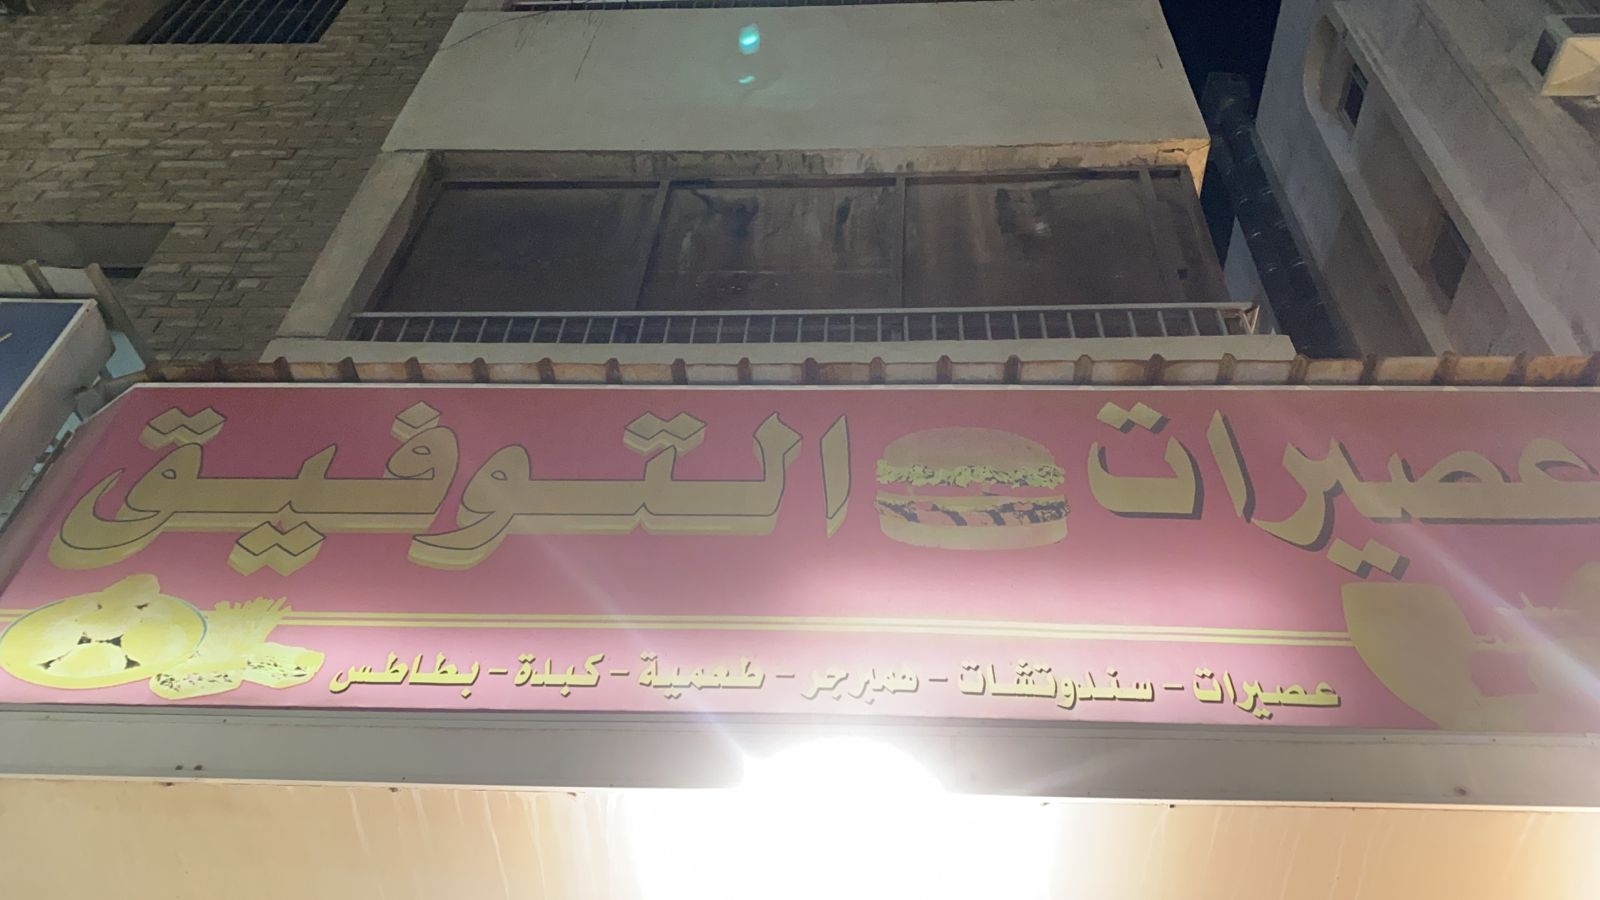 عصيرات التوفيق
عصيرات - سندوتشات - همبرجر - طعمية - كبدة - بطاطس